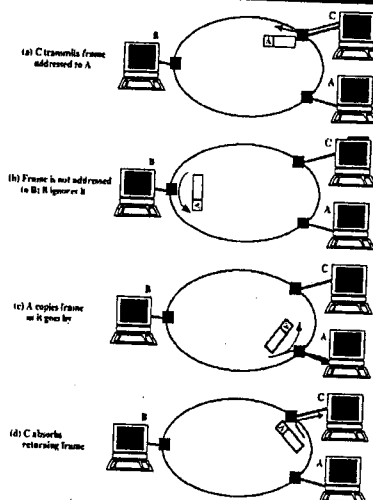 B
C
A
(a) C transmits frame
addressed to A
A
C
B
(b) Frame is not addressed
to B; B ignores it
A
A
C
B
(c) A copies frame
as it goes by
A
A
C
B
A
(d) C absorbs
returning frame
A